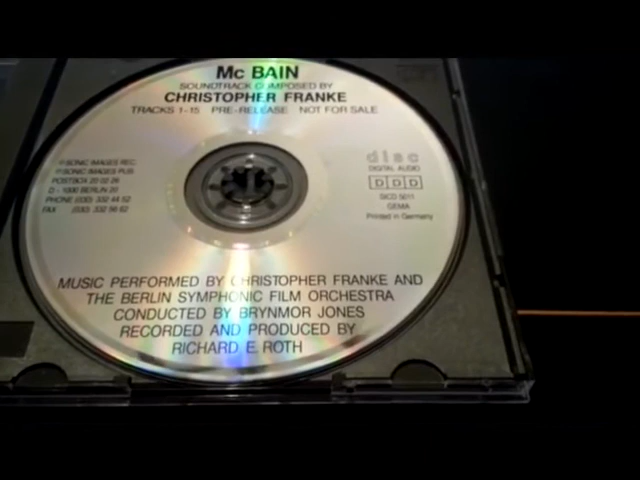 Mc BAIN
SOUNDTRACK COMPOSED BY
CHRISTOPHER FRANKE
TRACKS 1-15 PRE-RELEASE NOT FOR SALE
℗ SONIC IMAGES REC.
© SONIC IMAGES PUB.
POSTBOX 20 02 26
D - 1000 BERLIN 20
PHONE (030) 332 44 52
FAX (030) 332 56 62
disc
DIGITAL AUDIO
DDD
SICD 5011
GEMA
Printed in Germany
MUSIC PERFORMED BY CHRISTOPHER FRANKE AND
THE BERLIN SYMPHONIC FILM ORCHESTRA
CONDUCTED BY BRYNMOR JONES
RECORDED AND PRODUCED BY
RICHARD E. ROTH